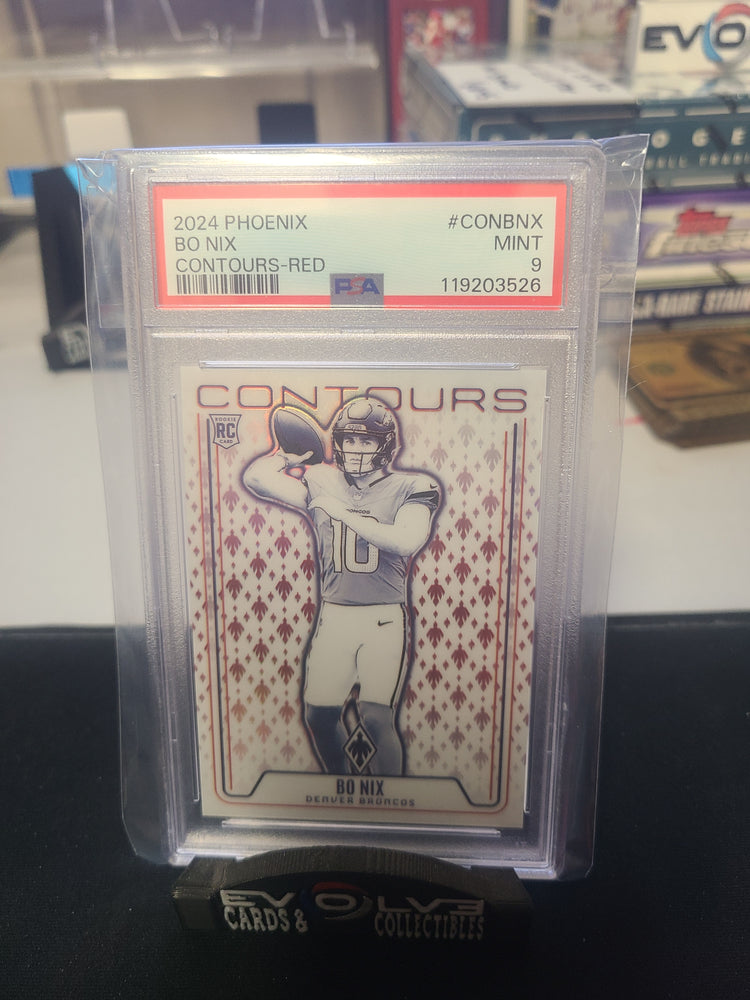 EVO
2024 PHOENIX #CONBNX
BO NIX MINT
CONTOURS-RED 9
PSA 119203526
CONTOURS
ROOKIE
RC
CARD
BRONCOS
10
BO NIX
DENVER BRONCOS
EVOLVE
CARDS & COLLECTIBLES